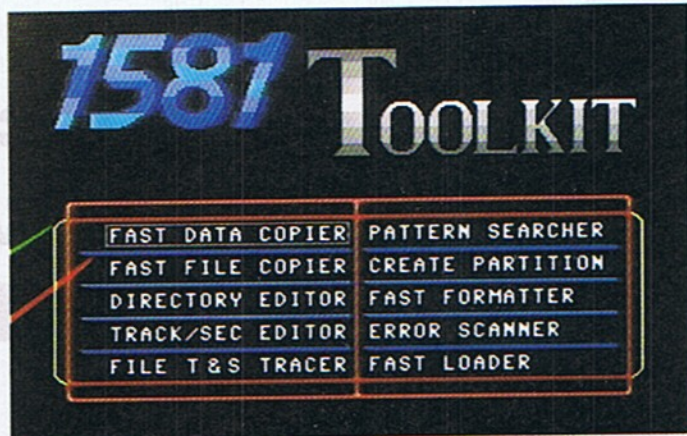 1581 TOOLKIT
FAST DATA COPIER
FAST FILE COPIER
DIRECTORY EDITOR
TRACK/SEC EDITOR
FILE T&S TRACER
PATTERN SEARCHER
CREATE PARTITION
FAST FORMATTER
ERROR SCANNER
FAST LOADER